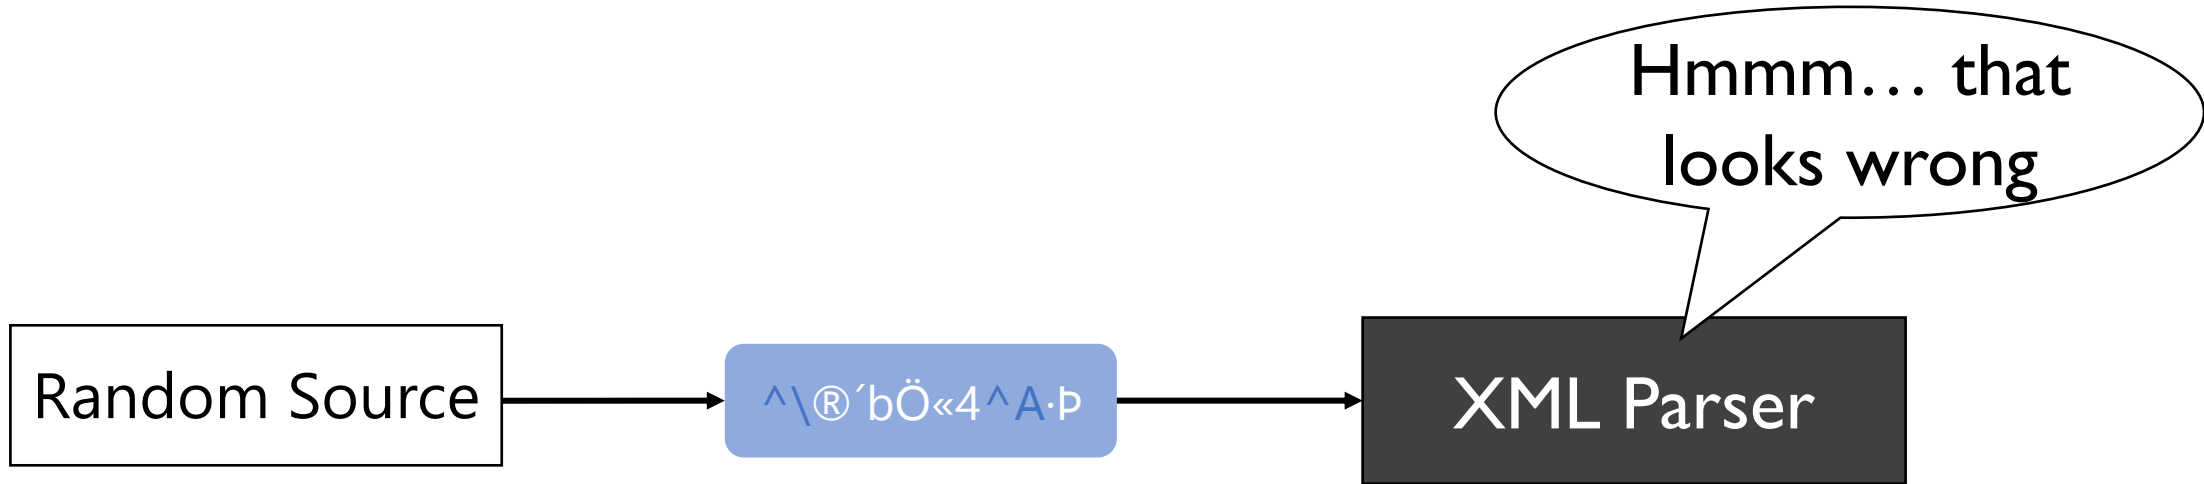 Hmmm... that
looks wrong
Random Source
^\®´bÖ«4^A·Þ
XML Parser